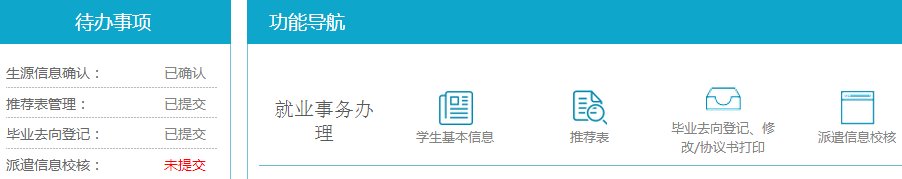 待办事项
生源信息确认： 已确认
推荐表管理： 已提交
毕业去向登记： 已提交
派遣信息校核： 未提交
功能导航
就业事务办
理
学生基本信息
推荐表
毕业去向登记、修
改/协议书打印
派遣信息校核